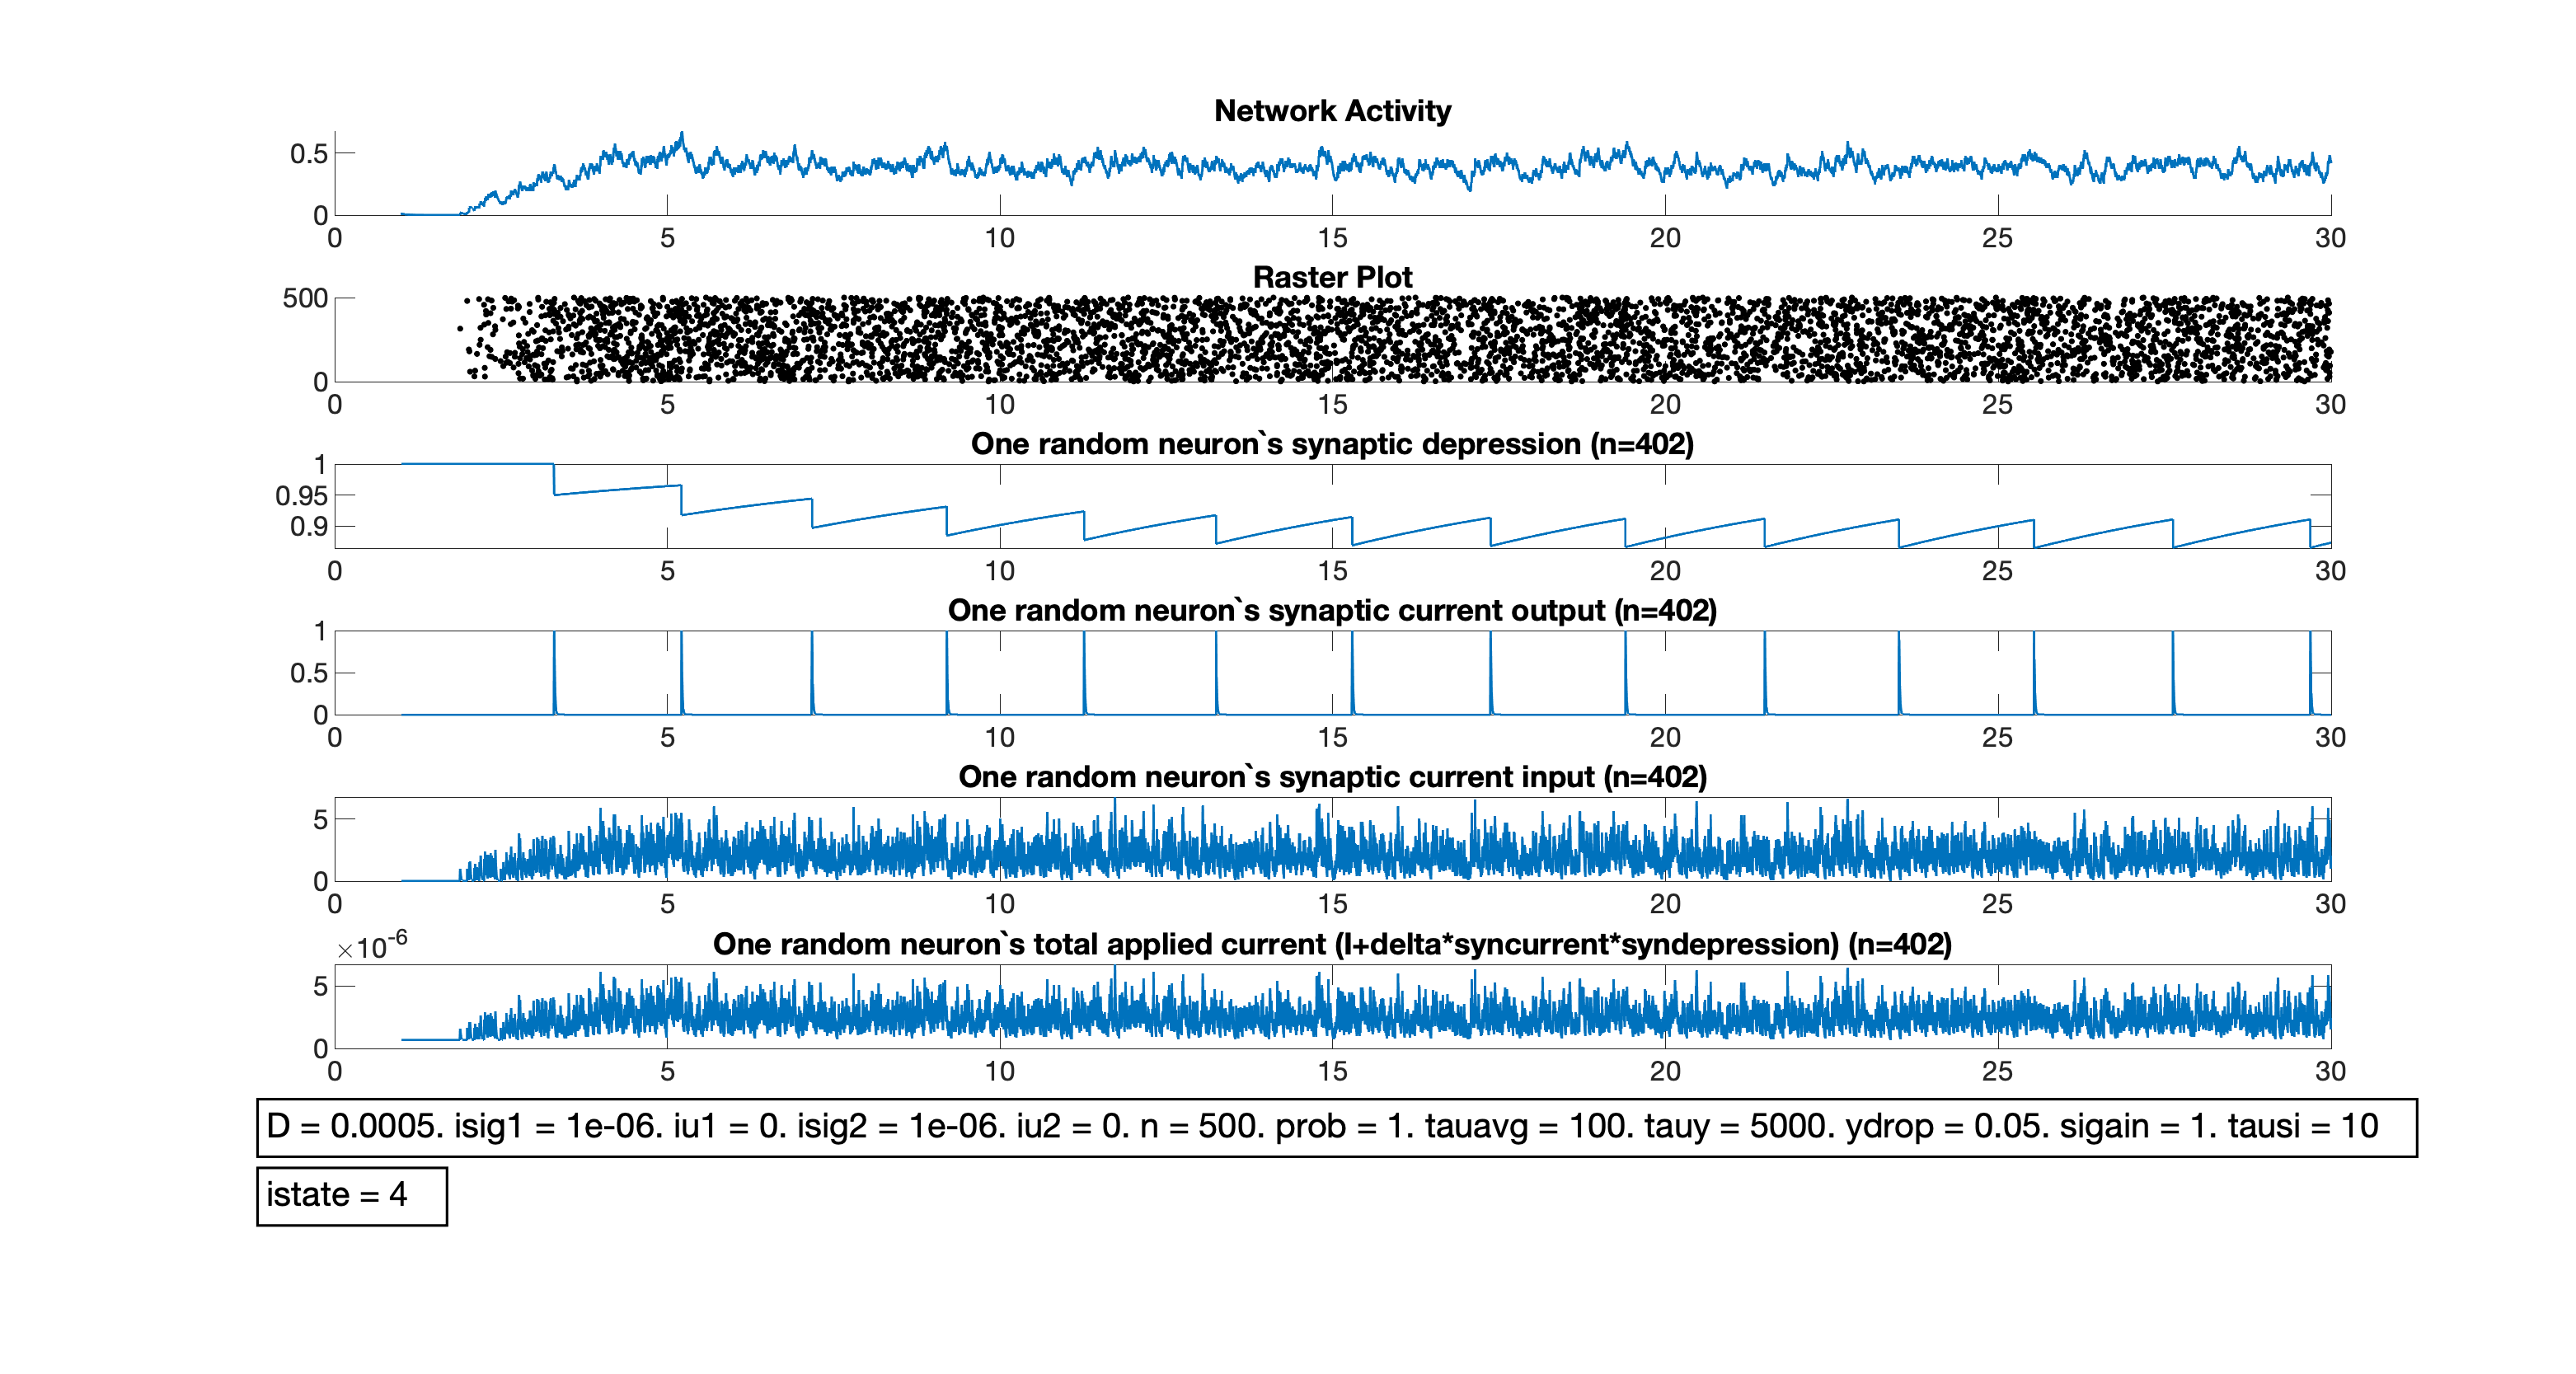 Network Activity
0.5
0
0 5 10 15 20 25 30
Raster Plot
500
0
0 5 10 15 20 25 30
One random neuron`s synaptic depression (n=402)
1
0.95
0.9
0 5 10 15 20 25 30
One random neuron`s synaptic current output (n=402)
1
0.5
0
0 5 10 15 20 25 30
One random neuron`s synaptic current input (n=402)
5
0
0 5 10 15 20 25 30
×10-6
One random neuron`s total applied current (I+delta*syncurrent*syndepression) (n=402)
5
0
0 5 10 15 20 25 30
D = 0.0005. isig1 = 1e-06. iu1 = 0. isig2 = 1e-06. iu2 = 0. n = 500. prob = 1. tauavg = 100. tauy = 5000. ydrop = 0.05. sigain = 1. tausi = 10
istate = 4